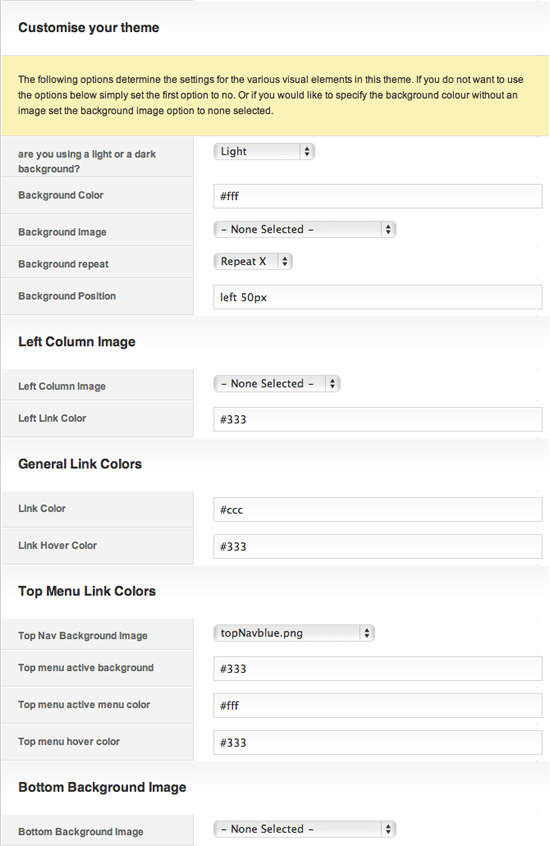 Customise your theme
The following options determine the settings for the various visual elements in this theme. If you do not want to use
the options below simply set the first option to no. Or if you would like to specify the background colour without an
image set the background image option to none selected.
are you using a light or a dark
background?
Light
Background Color
#fff
Background Image
- None Selected -
Background repeat
Repeat X
Background Position
left 50px
Left Column Image
Left Column Image
- None Selected -
Left Link Color
#333
General Link Colors
Link Color
#ccc
Link Hover Color
#333
Top Menu Link Colors
Top Nav Background Image
topNavblue.png
Top menu active background
#333
Top menu active menu color
#fff
Top menu hover color
#333
Bottom Background Image
Bottom Background Image
- None Selected -